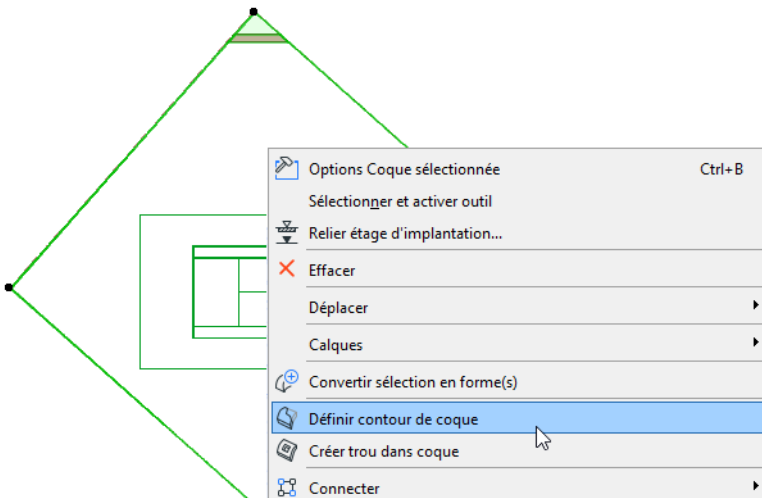 Options Coque sélectionnée Ctrl+B
Sélectionner et activer outil
Relier étage d'implantation...
Effacer
Déplacer
Calques
Convertir sélection en forme(s)
Définir contour de coque
Créer trou dans coque
Connecter